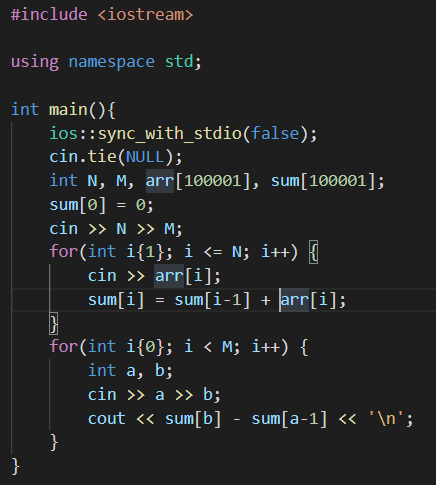 #include <iostream>
using namespace std;
int main(){
    ios::sync_with_stdio(false);
    cin.tie(NULL);
    int N, M, arr[100001], sum[100001];
    sum[0] = 0;
    cin >> N >> M;
    for(int i{1}; i <= N; i++) {
        cin >> arr[i];
        sum[i] = sum[i-1] + arr[i];
    }
    for(int i{0}; i < M; i++) {
        int a, b;
        cin >> a >> b;
        cout << sum[b] - sum[a-1] << '\n';
    }
}